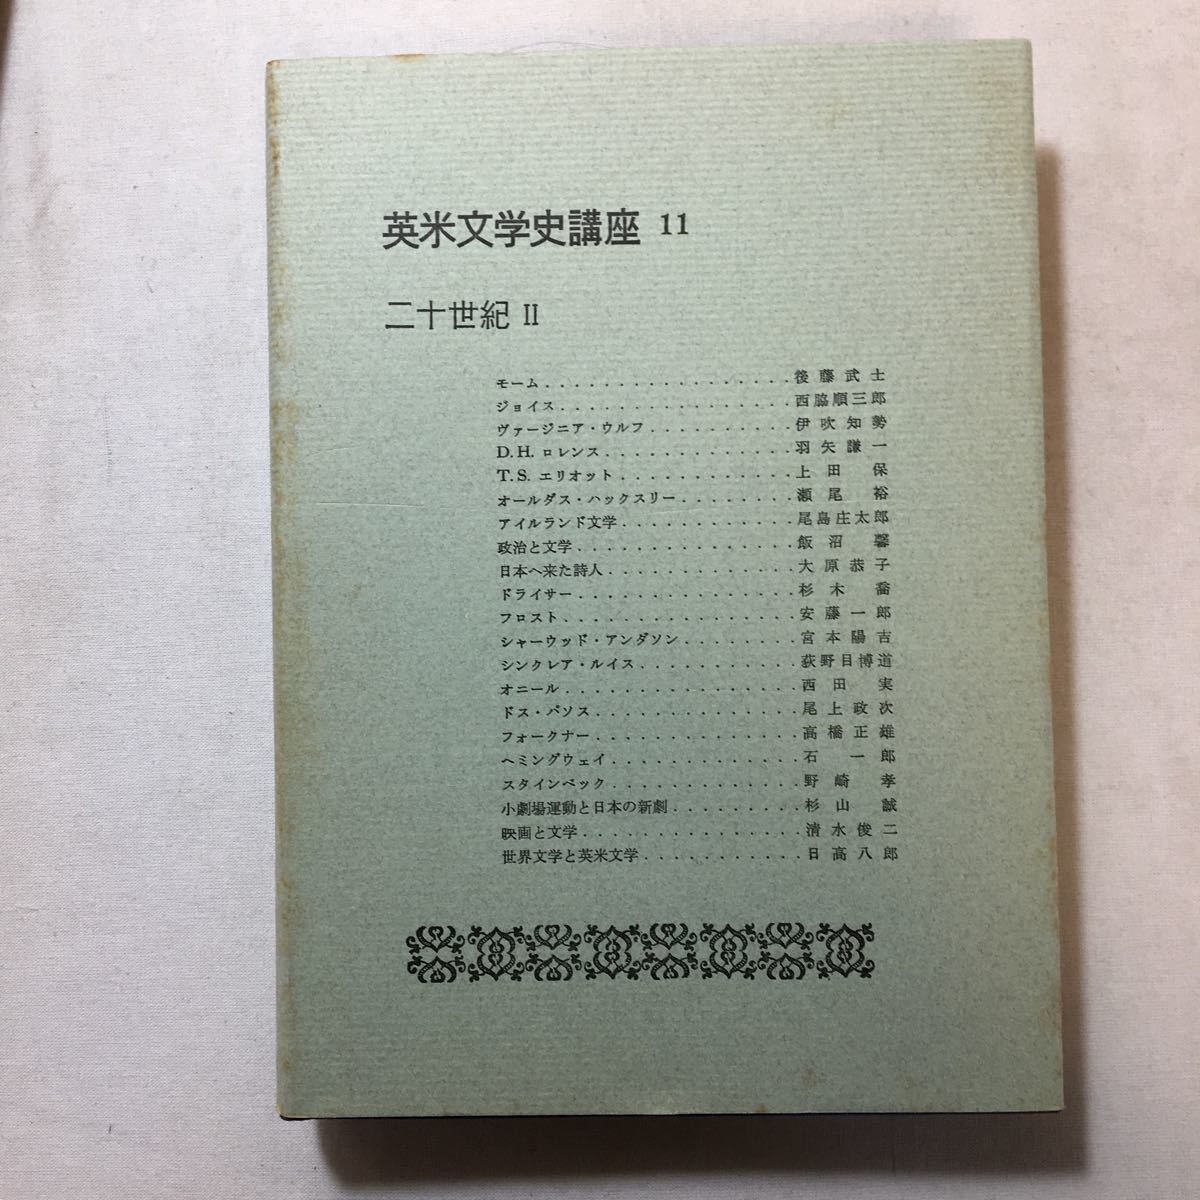 英米文学史講座 11
二十世紀 II
モーム................後藤武士
ジョイス................西脇順三郎
ヴァージニア・ウルフ..........伊吹知勢
D.H. ロレンス.............羽矢謙一
T.S. エリオット............上田保
オールダス・ハックスリー........瀬尾裕
アイルランド文学............尾島庄太郎
政治と文学...............飯沼馨
日本へ来た詩人.............大原恭子
ドライサー...............杉木喬
フロスト................安藤一郎
シャーウッド・アンダソン........宮本陽吉
シンクレア・ルイス...........荻野目博道
オニール................西田実
ドス・パソス..............尾上政次
フォークナー..............高橋正雄
ヘミングウェイ.............石一郎
スタインベック.............野崎孝
小劇場運動と日本の新劇.........杉山誠
映画と文学...............清水俊二
世界文学と英米文学...........日高八郎